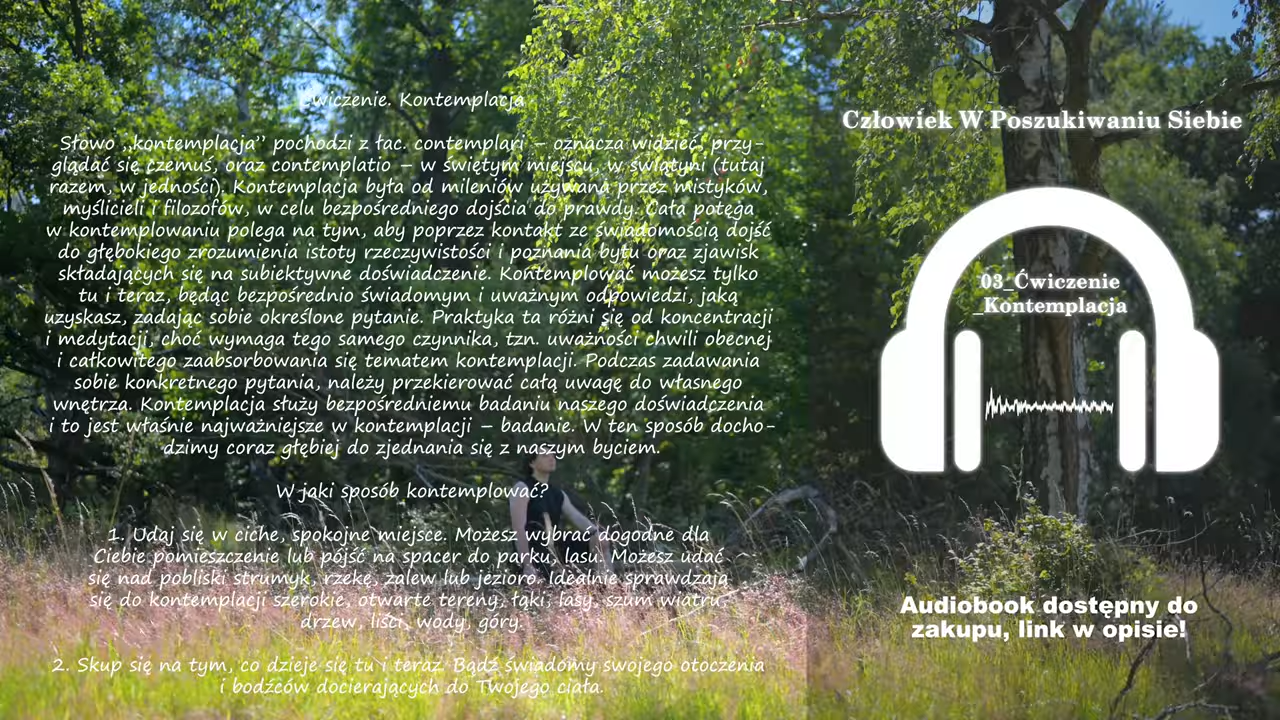 Ćwiczenie. Kontemplacja
Słowo „kontemplacja” pochodzi z łac. contemplari – oznacza widzieć, przy-
glądać się czemuś, oraz contemplatio – w świętym miejscu, w świątyni (tutaj
razem, w jedności). Kontemplacja była od mileniów używana przez mistyków,
myślicieli i filozofów, w celu bezpośredniego dojścia do prawdy. Cała potęga
w kontemplowaniu polega na tym, aby poprzez kontakt ze świadomością dojść
do głębokiego zrozumienia istoty rzeczywistości i poznania bytu oraz zjawisk
składających się na subiektywne doświadczenie. Kontemplować możesz tylko
tu i teraz, będąc bezpośrednio świadomym i uważnym odpowiedzi, jaką
uzyskasz, zadając sobie określone pytanie. Praktyka ta różni się od koncentracji
i medytacji, choć wymaga tego samego czynnika, tzn. uważności chwili obecnej
i całkowitego zaabsorbowania się tematem kontemplacji. Podczas zadawania
sobie konkretnego pytania, należy przekierować całą uwagę do własnego
wnętrza. Kontemplacja służy bezpośredniemu badaniu naszego doświadczenia
i to jest właśnie najważniejsze w kontemplacji – badanie. W ten sposób docho-
dzimy coraz głębiej do zjednania się z naszym byciem.
W jaki sposób kontemplować?
1. Udaj się w ciche, spokojne miejsce. Możesz wybrać dogodne dla
Ciebie pomieszczenie lub pójść na spacer do parku, lasu. Możesz udać
się nad pobliski strumyk, rzekę, zalew lub jezioro. Idealnie sprawdzają
się do kontemplacji szerokie, otwarte tereny, łąki, lasy, szum wiatru,
drzew, liści, wody, góry.
2. Skup się na tym, co dzieje się tu i teraz. Bądź świadomy swojego otoczenia
i bodźców docierających do Twojego ciała.
Człowiek W Poszukiwaniu Siebie
03_Ćwiczenie
_Kontemplacja
Audiobook dostępny do
zakupu, link w opisie!